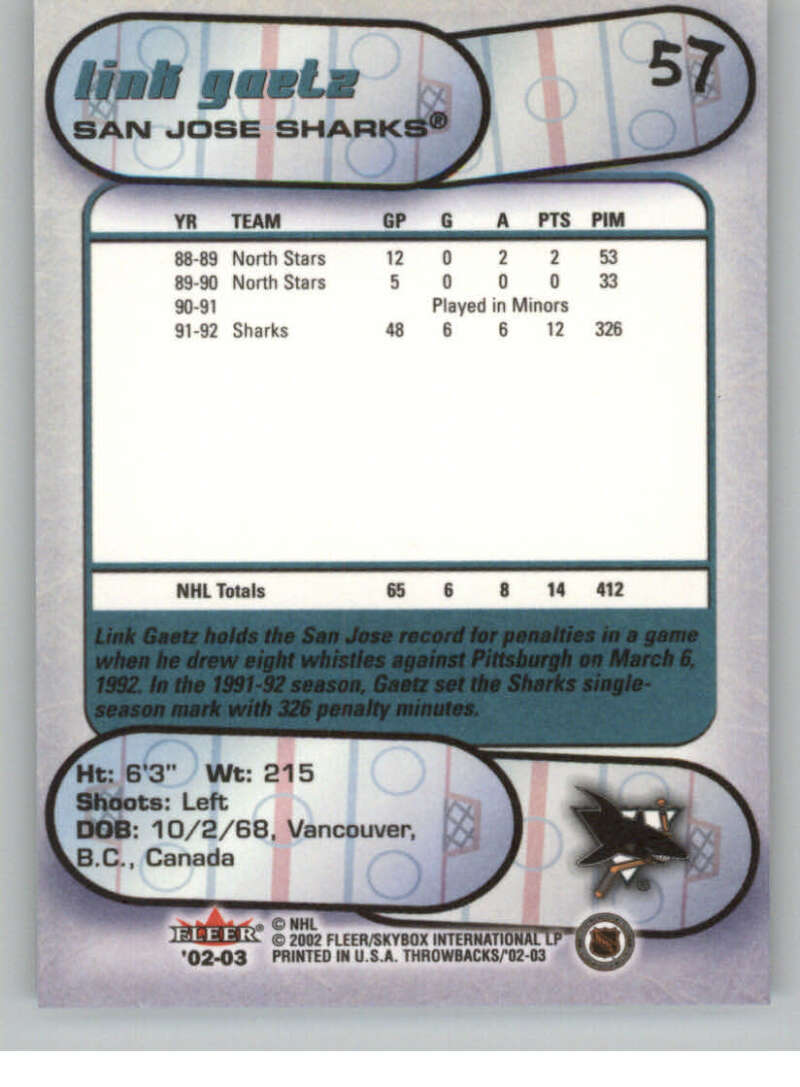 link gaetz
57
SAN JOSE SHARKS®
YR TEAM GP G A PTS PIM
88-89 North Stars 12 0 2 2 53
89-90 North Stars 5 0 0 0 33
90-91 Played in Minors
91-92 Sharks 48 6 6 12 326
NHL Totals 65 6 8 14 412
Link Gaetz holds the San Jose record for penalties in a game
when he drew eight whistles against Pittsburgh on March 6,
1992. In the 1991-92 season, Gaetz set the Sharks single-
season mark with 326 penalty minutes.
Ht: 6'3" Wt: 215
Shoots: Left
DOB: 10/2/68, Vancouver,
B.C., Canada
FLEER®
'02-03
© NHL
© 2002 FLEER/SKYBOX INTERNATIONAL LP
PRINTED IN U.S.A. THROWBACKS/'02-03